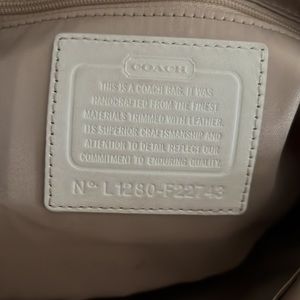 COACH
THIS IS A COACH BAG. IT WAS
HANDCRAFTED FROM THE FINEST
MATERIALS TRIMMED WITH LEATHER.
ITS SUPERIOR CRAFTSMANSHIP AND
ATTENTION TO DETAIL REFLECT OUR
COMMITMENT TO ENDURING QUALITY.
Nº L1280-F22743